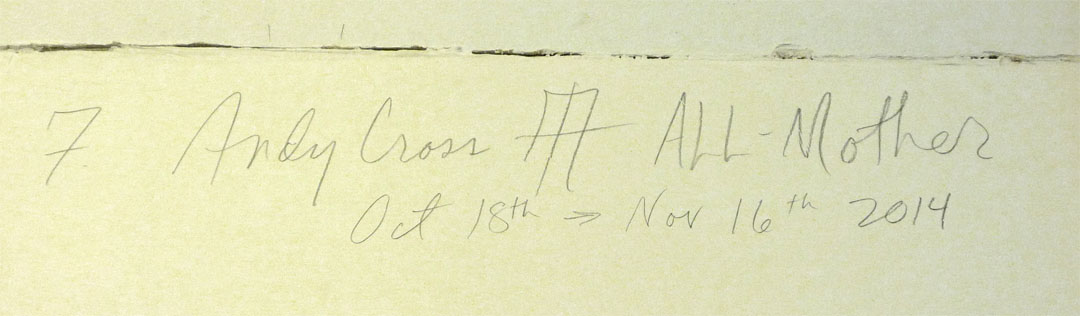 7 Andy Cross ALL-Mother
Oct 18th → Nov 16th 2014